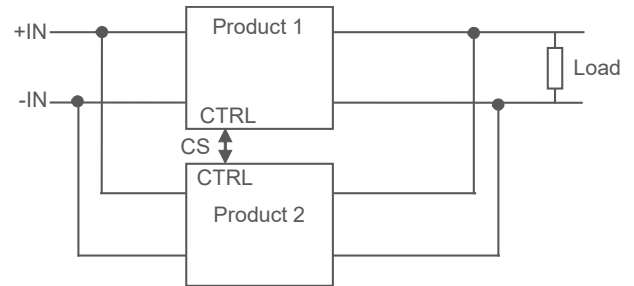 +IN
Product 1
-IN
Load
CTRL
CS
CTRL
Product 2